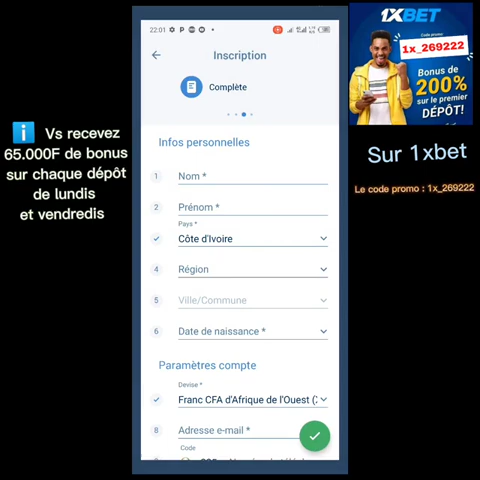 22:01
Inscription
Complète
Infos personnelles
1 Nom *
2 Prénom *
Pays *
Côte d'Ivoire
4 Région
5 Ville/Commune
6 Date de naissance *
Paramètres compte
Devise *
Franc CFA d'Afrique de l'Ouest (
8 Adresse e-mail *
Code
Vs recevez
65.000F de bonus
sur chaque dépôt
de lundis
et vendredis
1XBET
Code promo:
1x_269222
Bonus de
200%
sur le premier
DÉPÔT!
Sur 1xbet
Le code promo : 1x_269222